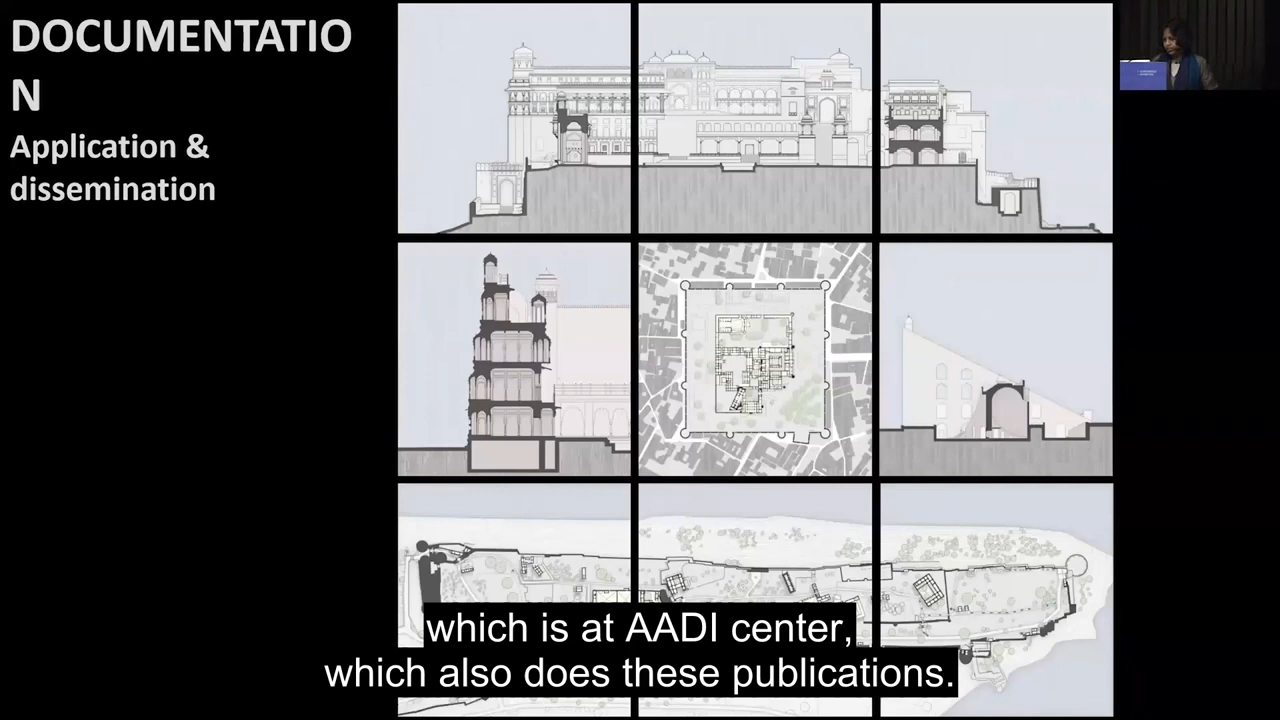 DOCUMENTATIO
N
Application &
dissemination
which is at AADI center,
which also does these publications.